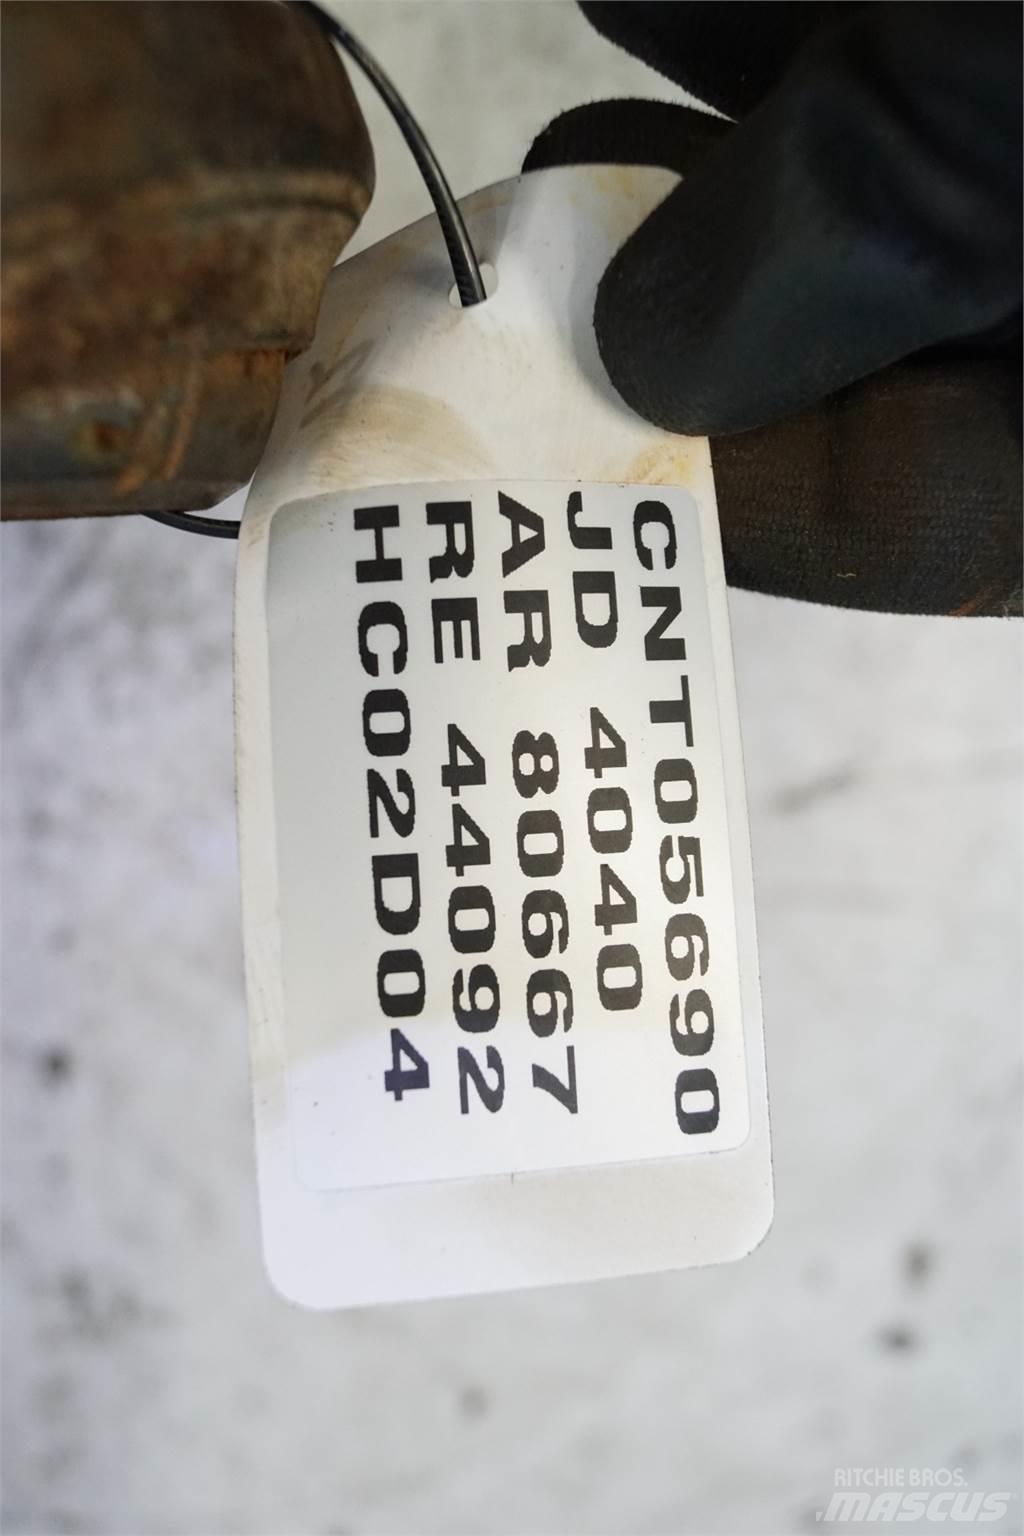 CNT05690
JD 4040
AR 80667
RE 44092
HC02D04
RITCHIE BROS.
MASCUS